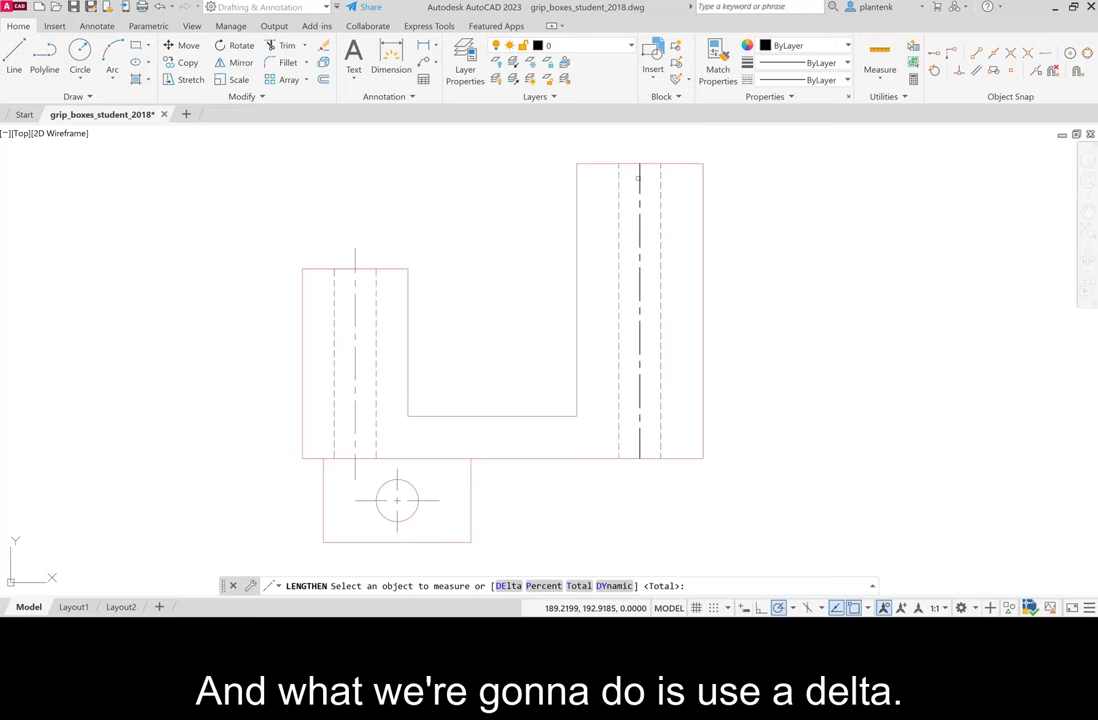 Drafting & Annotation
Share
Autodesk AutoCAD 2023 grip_boxes_student_2018.dwg
Type a keyword or phrase
plantenk
Home Insert Annotate Parametric View Manage Output Add-ins Collaborate Express Tools Featured Apps
Line Polyline Circle Arc
Move Rotate Trim
Copy Mirror Fillet
Stretch Scale Array
Text Dimension
Layer Properties
0
Insert
Match Properties
ByLayer
ByLayer
ByLayer
Measure
Draw Modify Annotation Layers Block Properties Utilities Object Snap
Start grip_boxes_student_2018*
[−][Top][2D Wireframe]
Y
X
LENGTHEN Select an object to measure or [DElta Percent Total DYnamic] <Total>:
Model Layout1 Layout2
189.2199, 192.9185, 0.0000 MODEL 1:1
And what we're gonna do is use a delta.